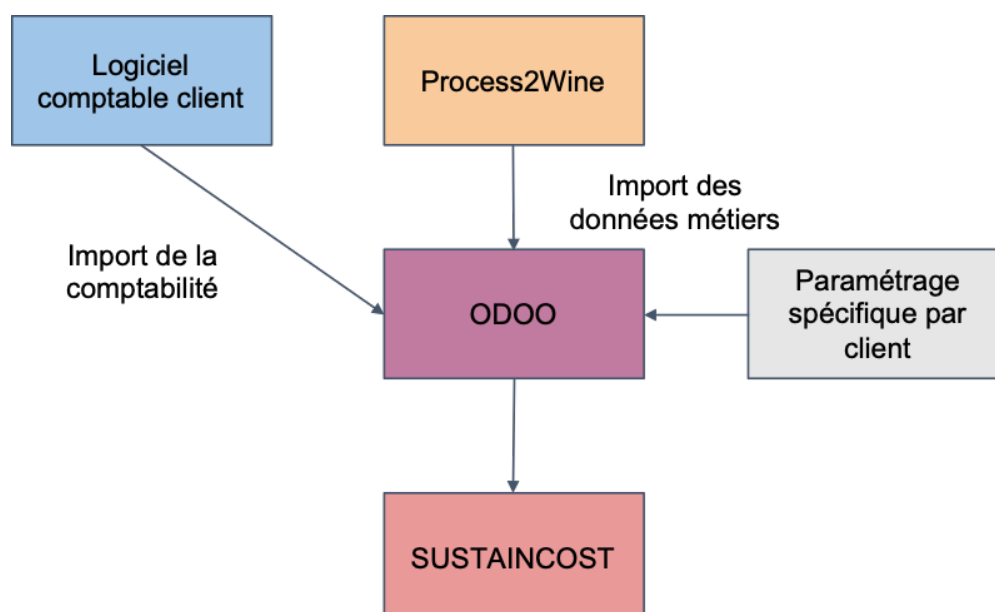 Logiciel
comptable client
Process2Wine
Import des
données métiers
Import de la
comptabilité
ODOO
Paramétrage
spécifique par
client
SUSTAINCOST